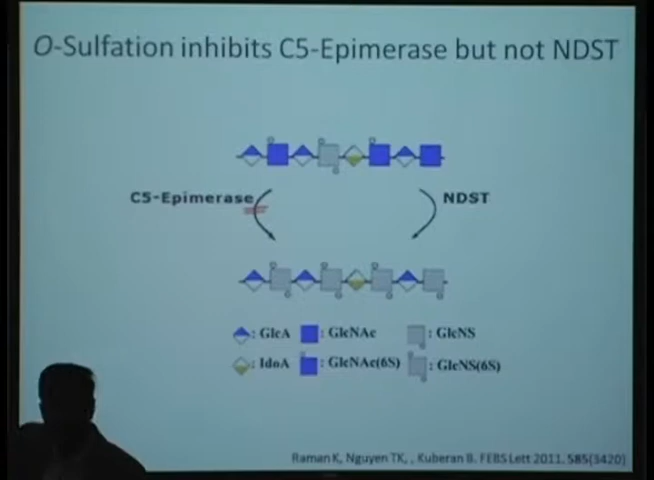 O-Sulfation inhibits C5-Epimerase but not NDST
C5-Epimerase
NDST
: GlcA : GlcNAc : GlcNS
: IdoA : GlcNAc(6S) : GlcNS(6S)
Raman K, Nguyen TK, , Kuberan B. FEBS Lett 2011. 585(3420)